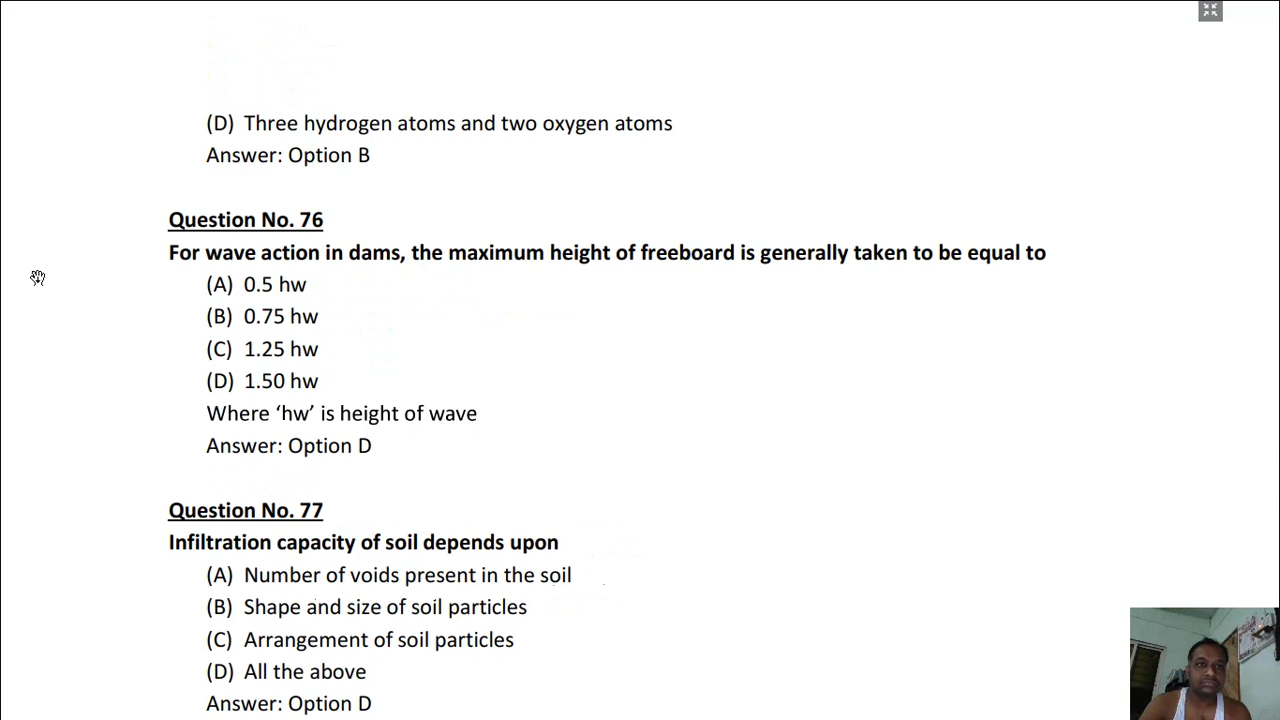 (D) Three hydrogen atoms and two oxygen atoms
Answer: Option B
Question No. 76
For wave action in dams, the maximum height of freeboard is generally taken to be equal to
(A) 0.5 hw
(B) 0.75 hw
(C) 1.25 hw
(D) 1.50 hw
Where ‘hw’ is height of wave
Answer: Option D
Question No. 77
Infiltration capacity of soil depends upon
(A) Number of voids present in the soil
(B) Shape and size of soil particles
(C) Arrangement of soil particles
(D) All the above
Answer: Option D